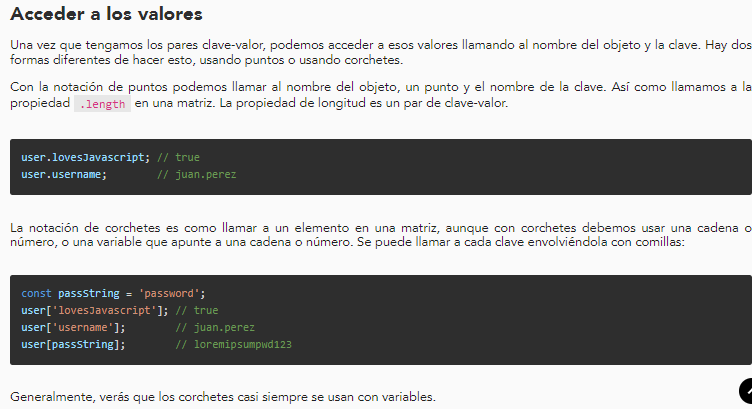 Acceder a los valores
Una vez que tengamos los pares clave-valor, podemos acceder a esos valores llamando al nombre del objeto y la clave. Hay dos
formas diferentes de hacer esto, usando puntos o usando corchetes.
Con la notación de puntos podemos llamar al nombre del objeto, un punto y el nombre de la clave. Así como llamamos a la
propiedad .length en una matriz. La propiedad de longitud es un par de clave-valor.
user.lovesJavascript; // true
user.username;        // juan.perez
La notación de corchetes es como llamar a un elemento en una matriz, aunque con corchetes debemos usar una cadena o
número, o una variable que apunte a una cadena o número. Se puede llamar a cada clave envolviéndola con comillas:
const passString = 'password';
user['lovesJavascript']; // true
user['username'];        // juan.perez
user[passString];        // loremipsumpwd123
Generalmente, verás que los corchetes casi siempre se usan con variables.